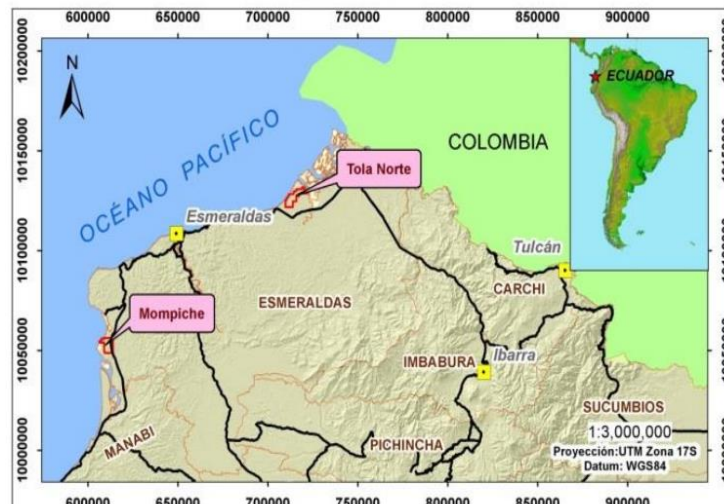 600000 650000 700000 750000 800000 850000 900000
10200000
10150000
10100000
10050000
10000000
N
OCÉANO PACÍFICO
ECUADOR
COLOMBIA
Tola Norte
Esmeraldas
Tulcán
CARCHI
ESMERALDAS
Mompiche
IMBABURA
Ibarra
SUCUMBIOS
MANABI
PICHINCHA
1:3,000,000
Proyección:UTM Zona 17S
Datum: WGS84
600000 650000 700000 750000 800000 850000 900000